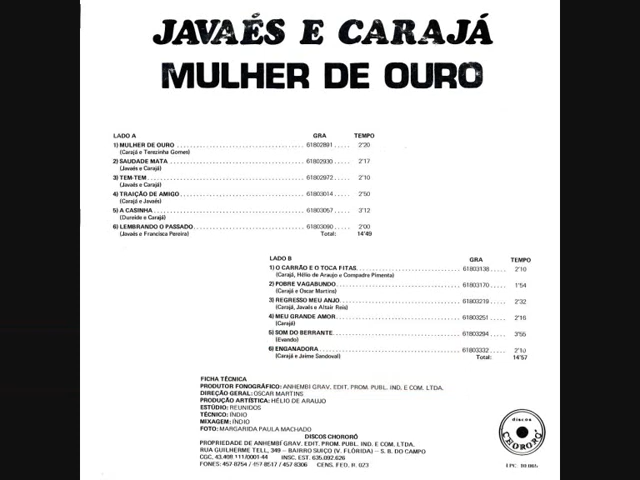 JAVAÉS E CARAJÁ
MULHER DE OURO
LADO A GRA TEMPO
1) MULHER DE OURO 61802891 2'20
(Carajá e Terezinha Gomes)
2) SAUDADE MATA 61802930 2'17
(Javaés e Carajá)
3) TEM-TEM 61802972 2'10
(Javaés e Carajá)
4) TRAIÇÃO DE AMIGO 61803014 2'50
(Carajá e Javaés)
5) A CASINHA 61803057 3'12
(Dureide e Carajá)
6) LEMBRANDO O PASSADO 61803090 2'00
(Javaés e Francisca Pereira) Total: 14'49
LADO B GRA TEMPO
1) O CARRÃO E O TOCA FITAS 61803138 2'10
(Carajá, Hélio de Araujo e Compadre Pimenta)
2) POBRE VAGABUNDO 61803170 1'54
(Carajá e Oscar Martins)
3) REGRESSO MEU ANJO 61803219 2'32
(Carajá, Javaés e Altair Reis)
4) MEU GRANDE AMOR 61803251 2'16
(Carajá)
5) SOM DO BERRANTE 61803294 3'55
(Evando)
6) ENGANADORA 61803332 2'10
(Carajá e Jaime Sandoval) Total: 14'57
FICHA TÉCNICA
PRODUTOR FONOGRÁFICO: ANHEMBI GRAV. EDIT. PROM. PUBL. IND. E COM. LTDA.
DIREÇÃO GERAL: OSCAR MARTINS
PRODUÇÃO ARTÍSTICA: HÉLIO DE ARAUJO
ESTÚDIO: REUNIDOS
TÉCNICO: ÍNDIO
MIXAGEM: ÍNDIO
FOTO: MARGARIDA PAULA MACHADO
DISCOS CHORORÓ
PROPRIEDADE DE ANHEMBÍ GRAV. EDIT. PROM. PUBL. IND. E COM. LTDA.
RUA GUILHERME TELL, 349 – BAIRRO SUIÇO (V. FLÓRIDA) – S. B. DO CAMPO
CGC. 43.468.111/0001-44 INSC. EST. 635.092.626
FONES: 457-8254 / 457-8517 / 457-8306 CENS. FED. R. 023
discos
CHORORÓ
LPC